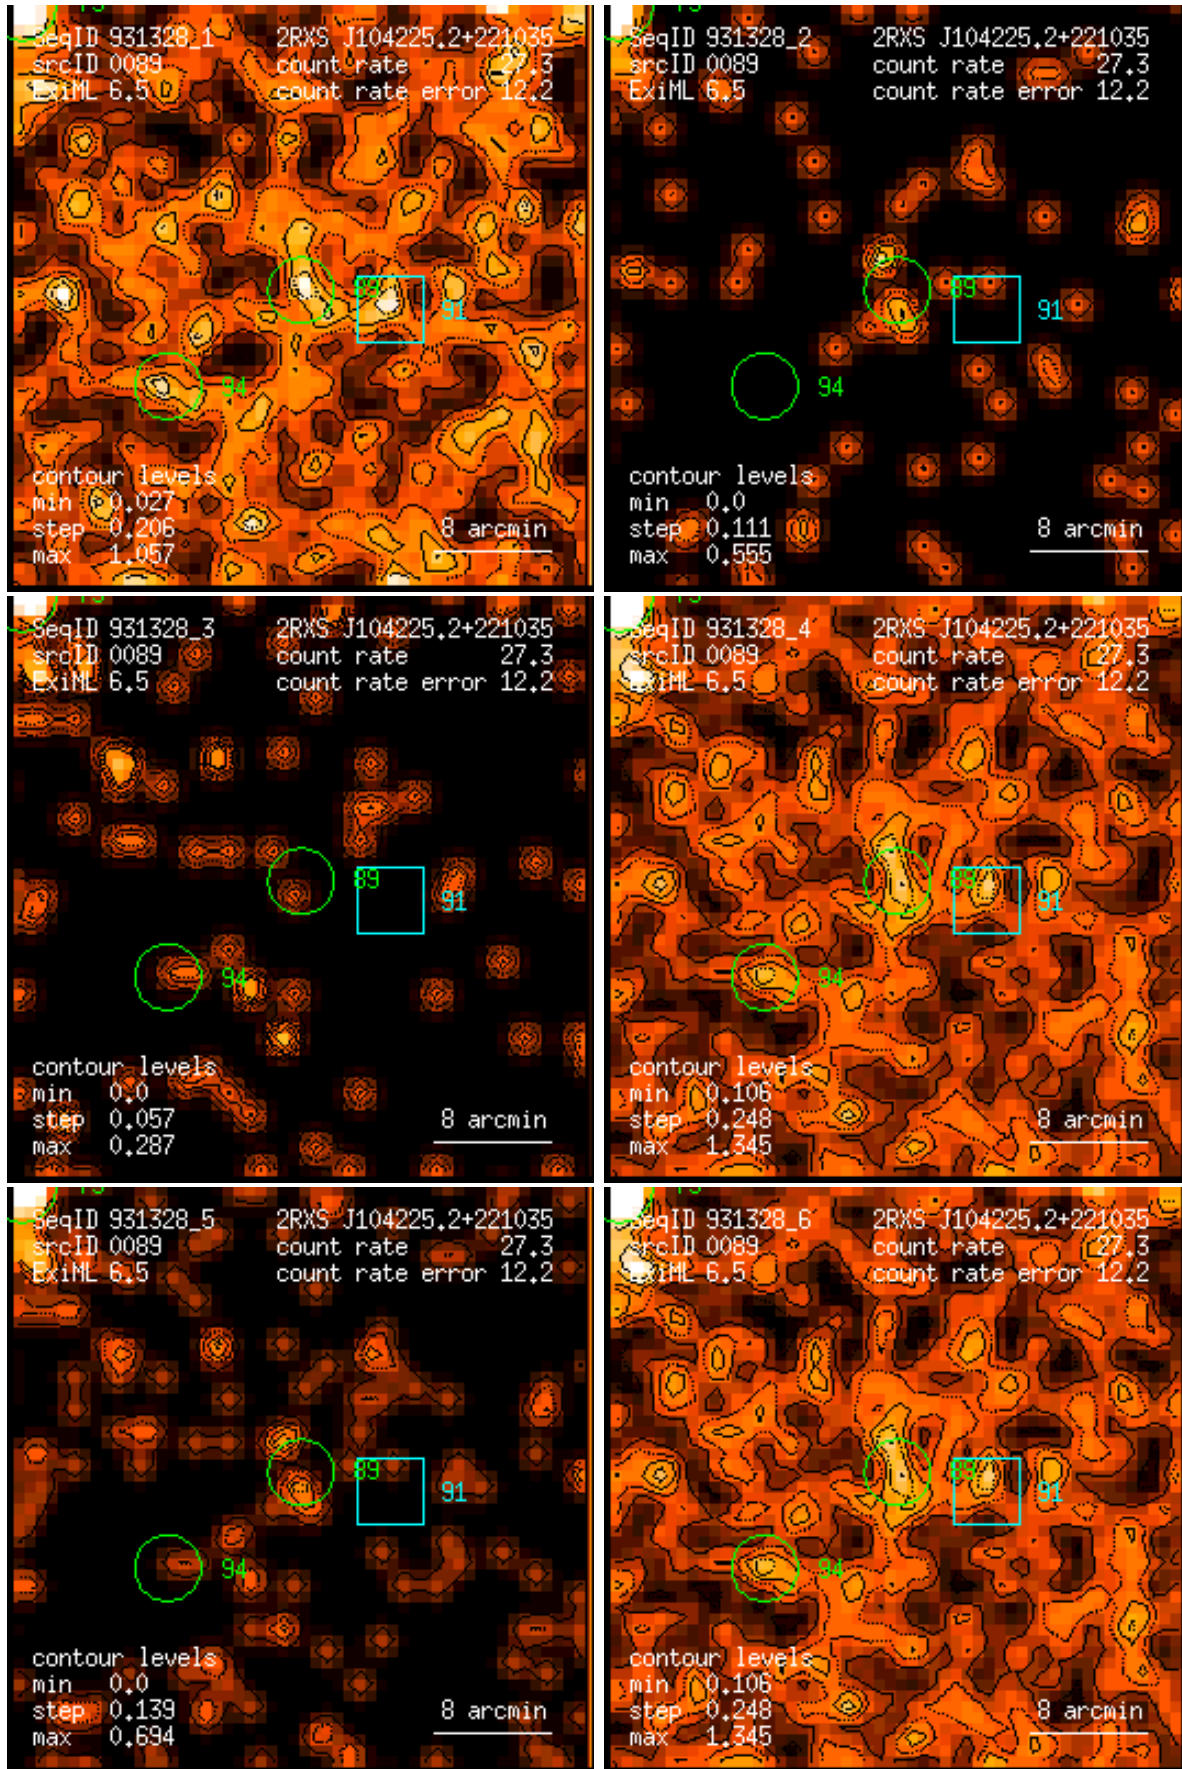 SeqID 931328_1 2RXS J104225.2+221035
srcID 0089 count rate 27.3
ExiML 6.5 count rate error 12.2
89
91
94
contour levels
min 0.027
step 0.206
max 1.057
8 arcmin
SeqID 931328_2 2RXS J104225.2+221035
srcID 0089 count rate 27.3
ExiML 6.5 count rate error 12.2
89
91
94
contour levels
min 0.0
step 0.111
max 0.555
8 arcmin
SeqID 931328_3 2RXS J104225.2+221035
srcID 0089 count rate 27.3
ExiML 6.5 count rate error 12.2
89
91
94
contour levels
min 0.0
step 0.057
max 0.287
8 arcmin
SeqID 931328_4 2RXS J104225.2+221035
srcID 0089 count rate 27.3
ExiML 6.5 count rate error 12.2
89
91
94
contour levels
min 0.106
step 0.248
max 1.345
8 arcmin
SeqID 931328_5 2RXS J104225.2+221035
srcID 0089 count rate 27.3
ExiML 6.5 count rate error 12.2
89
91
94
contour levels
min 0.0
step 0.139
max 0.694
8 arcmin
SeqID 931328_6 2RXS J104225.2+221035
srcID 0089 count rate 27.3
ExiML 6.5 count rate error 12.2
89
91
94
contour levels
min 0.106
step 0.248
max 1.345
8 arcmin